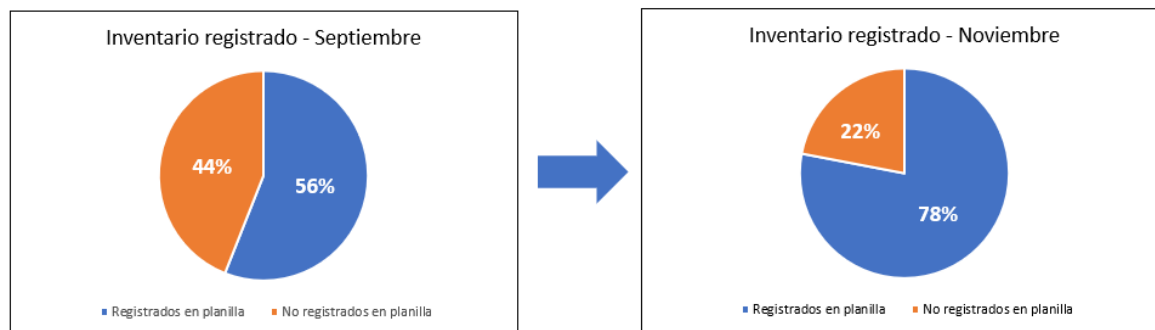 Inventario registrado - Septiembre
44%
56%
Registrados en planilla
No registrados en planilla
Inventario registrado - Noviembre
22%
78%
Registrados en planilla
No registrados en planilla